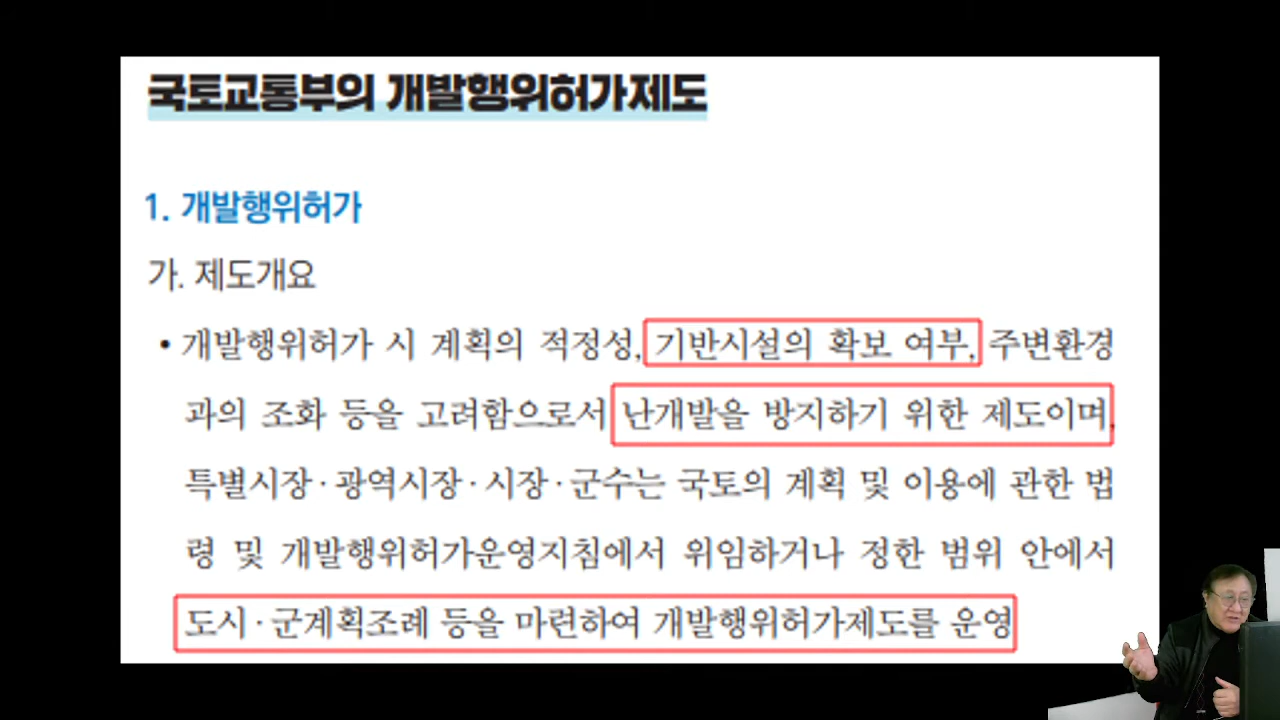 국토교통부의 개발행위허가제도
1. 개발행위허가
가. 제도개요
• 개발행위허가 시 계획의 적정성, 기반시설의 확보 여부, 주변환경
과의 조화 등을 고려함으로서 난개발을 방지하기 위한 제도이며,
특별시장·광역시장·시장·군수는 국토의 계획 및 이용에 관한 법
령 및 개발행위허가운영지침에서 위임하거나 정한 범위 안에서
도시·군계획조례 등을 마련하여 개발행위허가제도를 운영